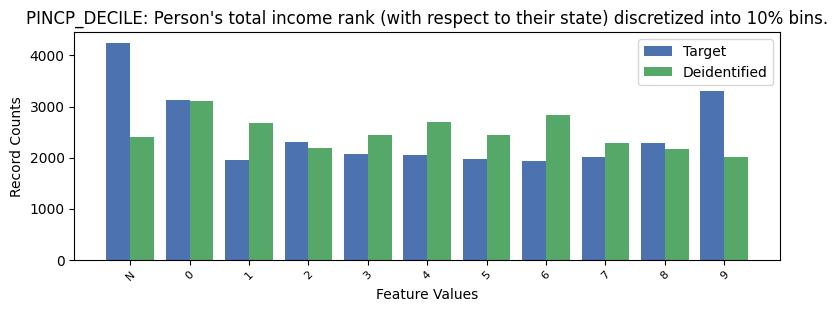 PINCP_DECILE: Person's total income rank (with respect to their state) discretized into 10% bins.
Target
Deidentified
Record Counts
4000
3000
2000
1000
0
N 0 1 2 3 4 5 6 7 8 9
Feature Values